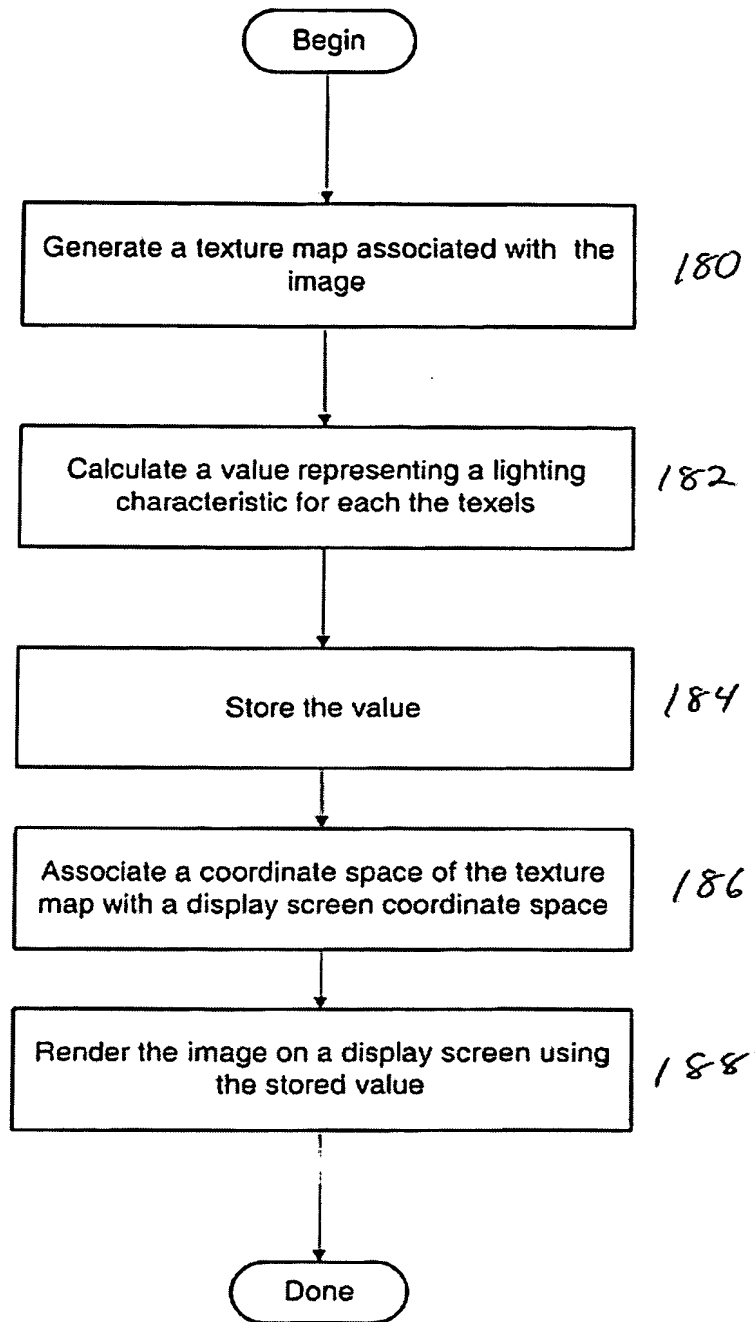 Begin
Generate a texture map associated with the
image
180
Calculate a value representing a lighting
characteristic for each the texels
182
Store the value
184
Associate a coordinate space of the texture
map with a display screen coordinate space
186
Render the image on a display screen using
the stored value
188
Done